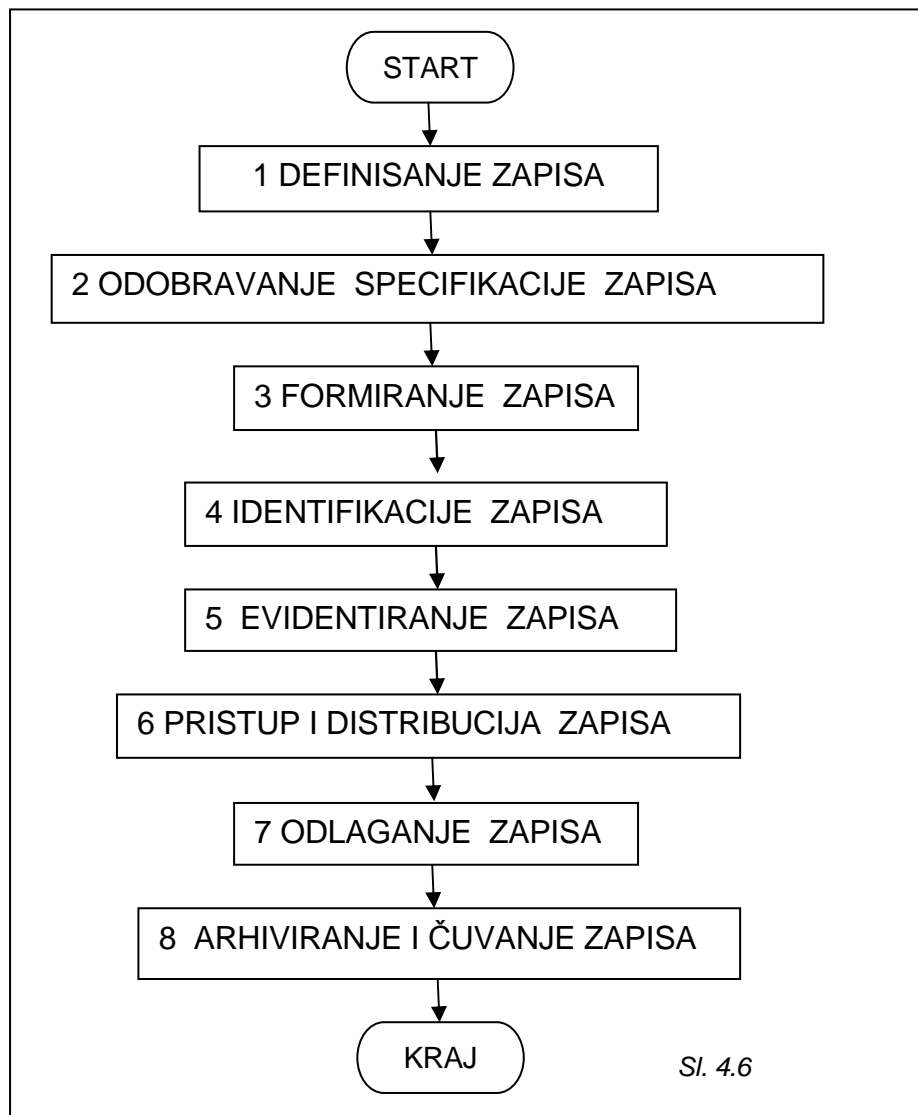 START
1 DEFINISANJE ZAPISA
2 ODOBRAVANJE SPECIFIKACIJE ZAPISA
3 FORMIRANJE ZAPISA
4 IDENTIFIKACIJE ZAPISA
5 EVIDENTIRANJE ZAPISA
6 PRISTUP I DISTRIBUCIJA ZAPISA
7 ODLAGANJE ZAPISA
8 ARHIVIRANJE I ČUVANJE ZAPISA
KRAJ
Sl. 4.6